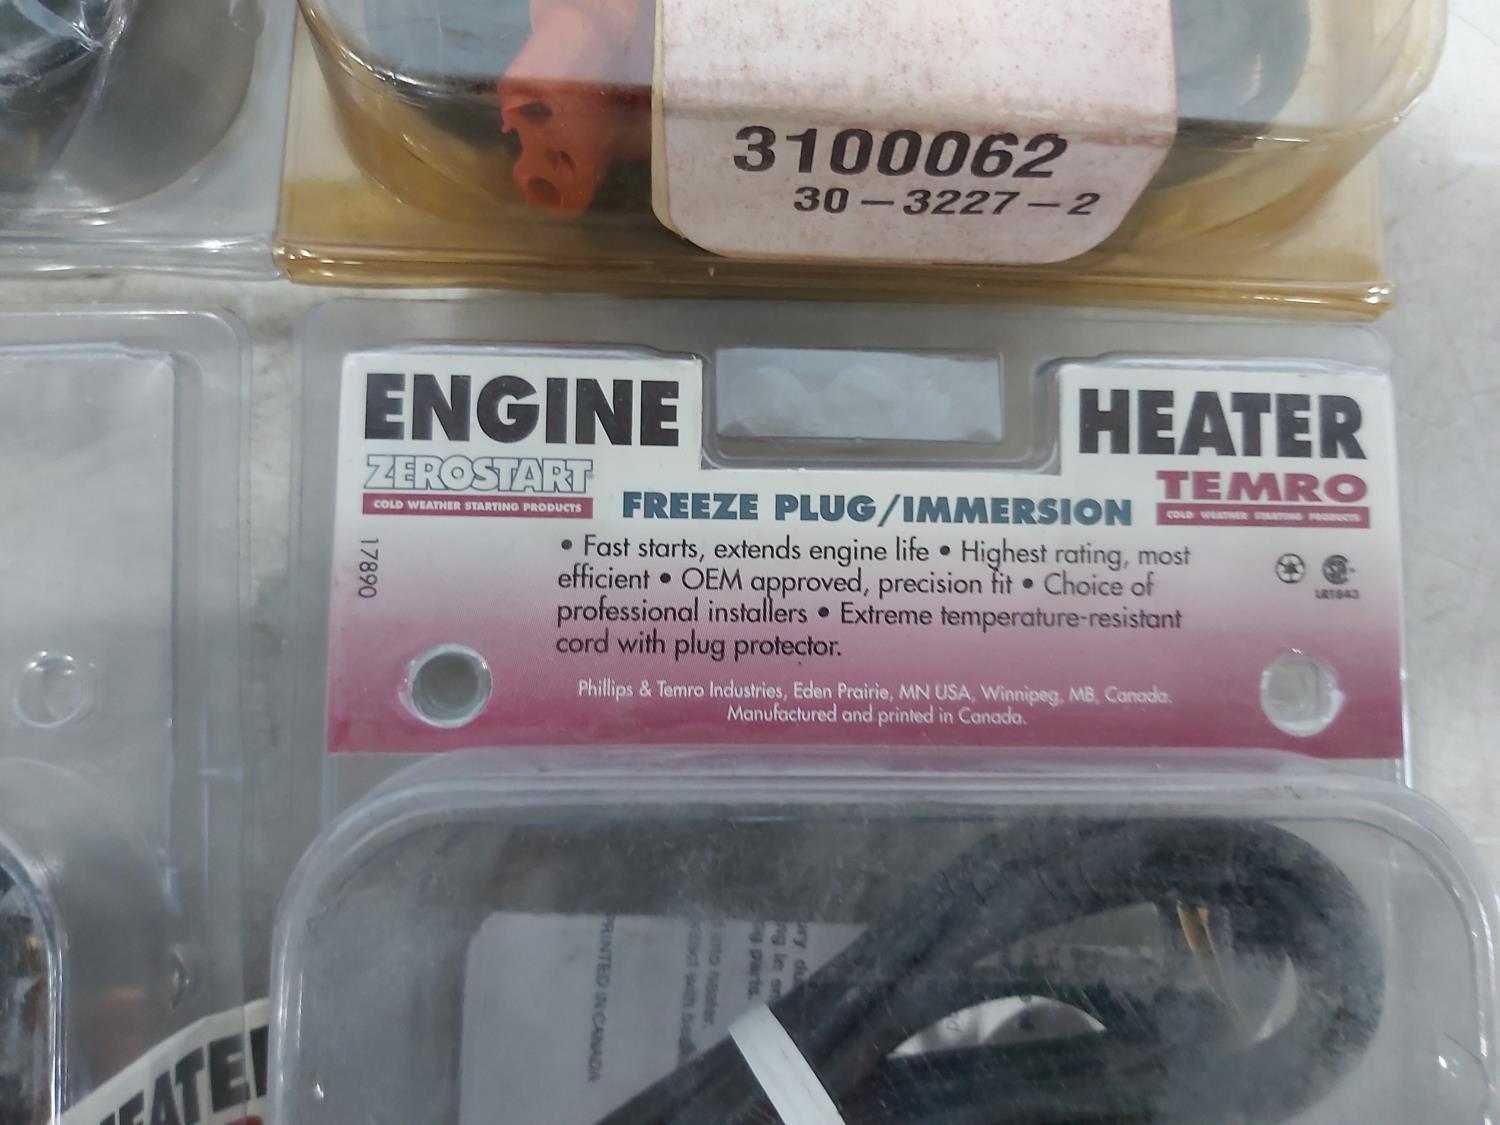 3100062
30-3227-2
ENGINE HEATER
ZEROSTART TEMRO
COLD WEATHER STARTING PRODUCTS COLD WEATHER STARTING PRODUCTS
FREEZE PLUG/IMMERSION
17890
• Fast starts, extends engine life • Highest rating, most
efficient • OEM approved, precision fit • Choice of
professional installers • Extreme temperature-resistant
cord with plug protector.
LR1843
Phillips & Temro Industries, Eden Prairie, MN USA, Winnipeg, MB, Canada.
Manufactured and printed in Canada.
PRINTED IN CANADA
HEATER